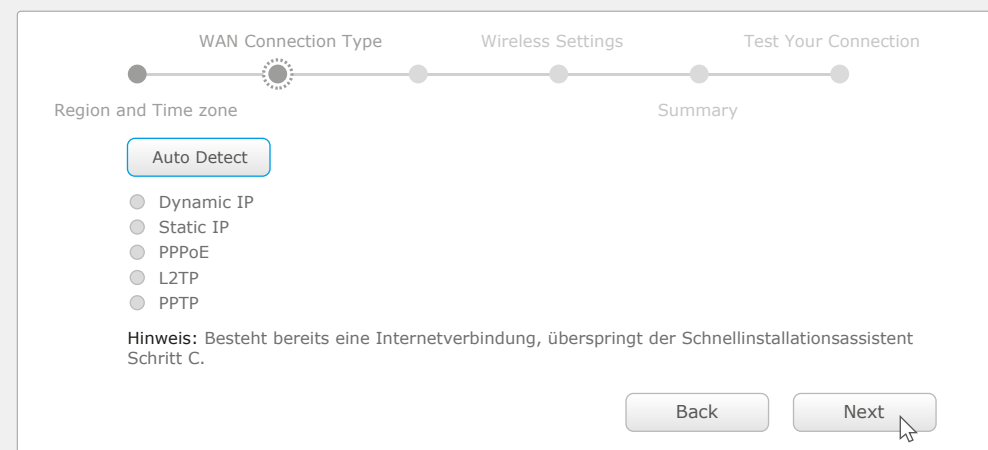 WAN Connection Type
Wireless Settings
Test Your Connection
Region and Time zone
Summary
Auto Detect
Dynamic IP
Static IP
PPPoE
L2TP
PPTP
Hinweis: Besteht bereits eine Internetverbindung, überspringt der Schnellinstallationsassistent
Schritt C.
Back
Next